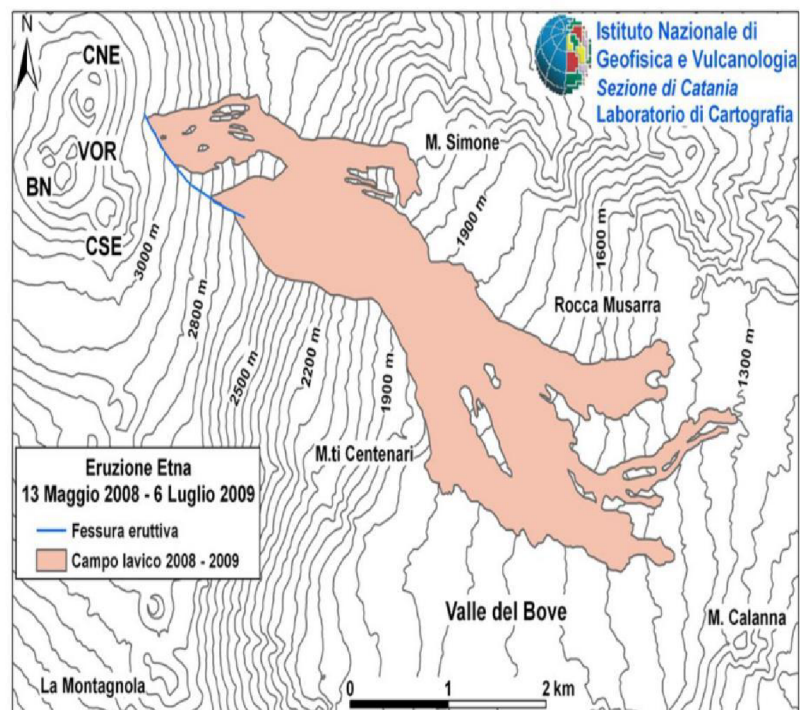 N
CNE
VOR
BN
CSE
Istituto Nazionale di
Geofisica e Vulcanologia
Sezione di Catania
Laboratorio di Cartografia
M. Simone
3000 m
2800 m
2500 m
2200 m
1900 m
1900 m
1600 m
Rocca Musarra
1300 m
M.ti Centenari
Eruzione Etna
13 Maggio 2008 - 6 Luglio 2009
Fessura eruttiva
Campo lavico 2008 - 2009
Valle del Bove
M. Calanna
La Montagnola
0 1 2 km